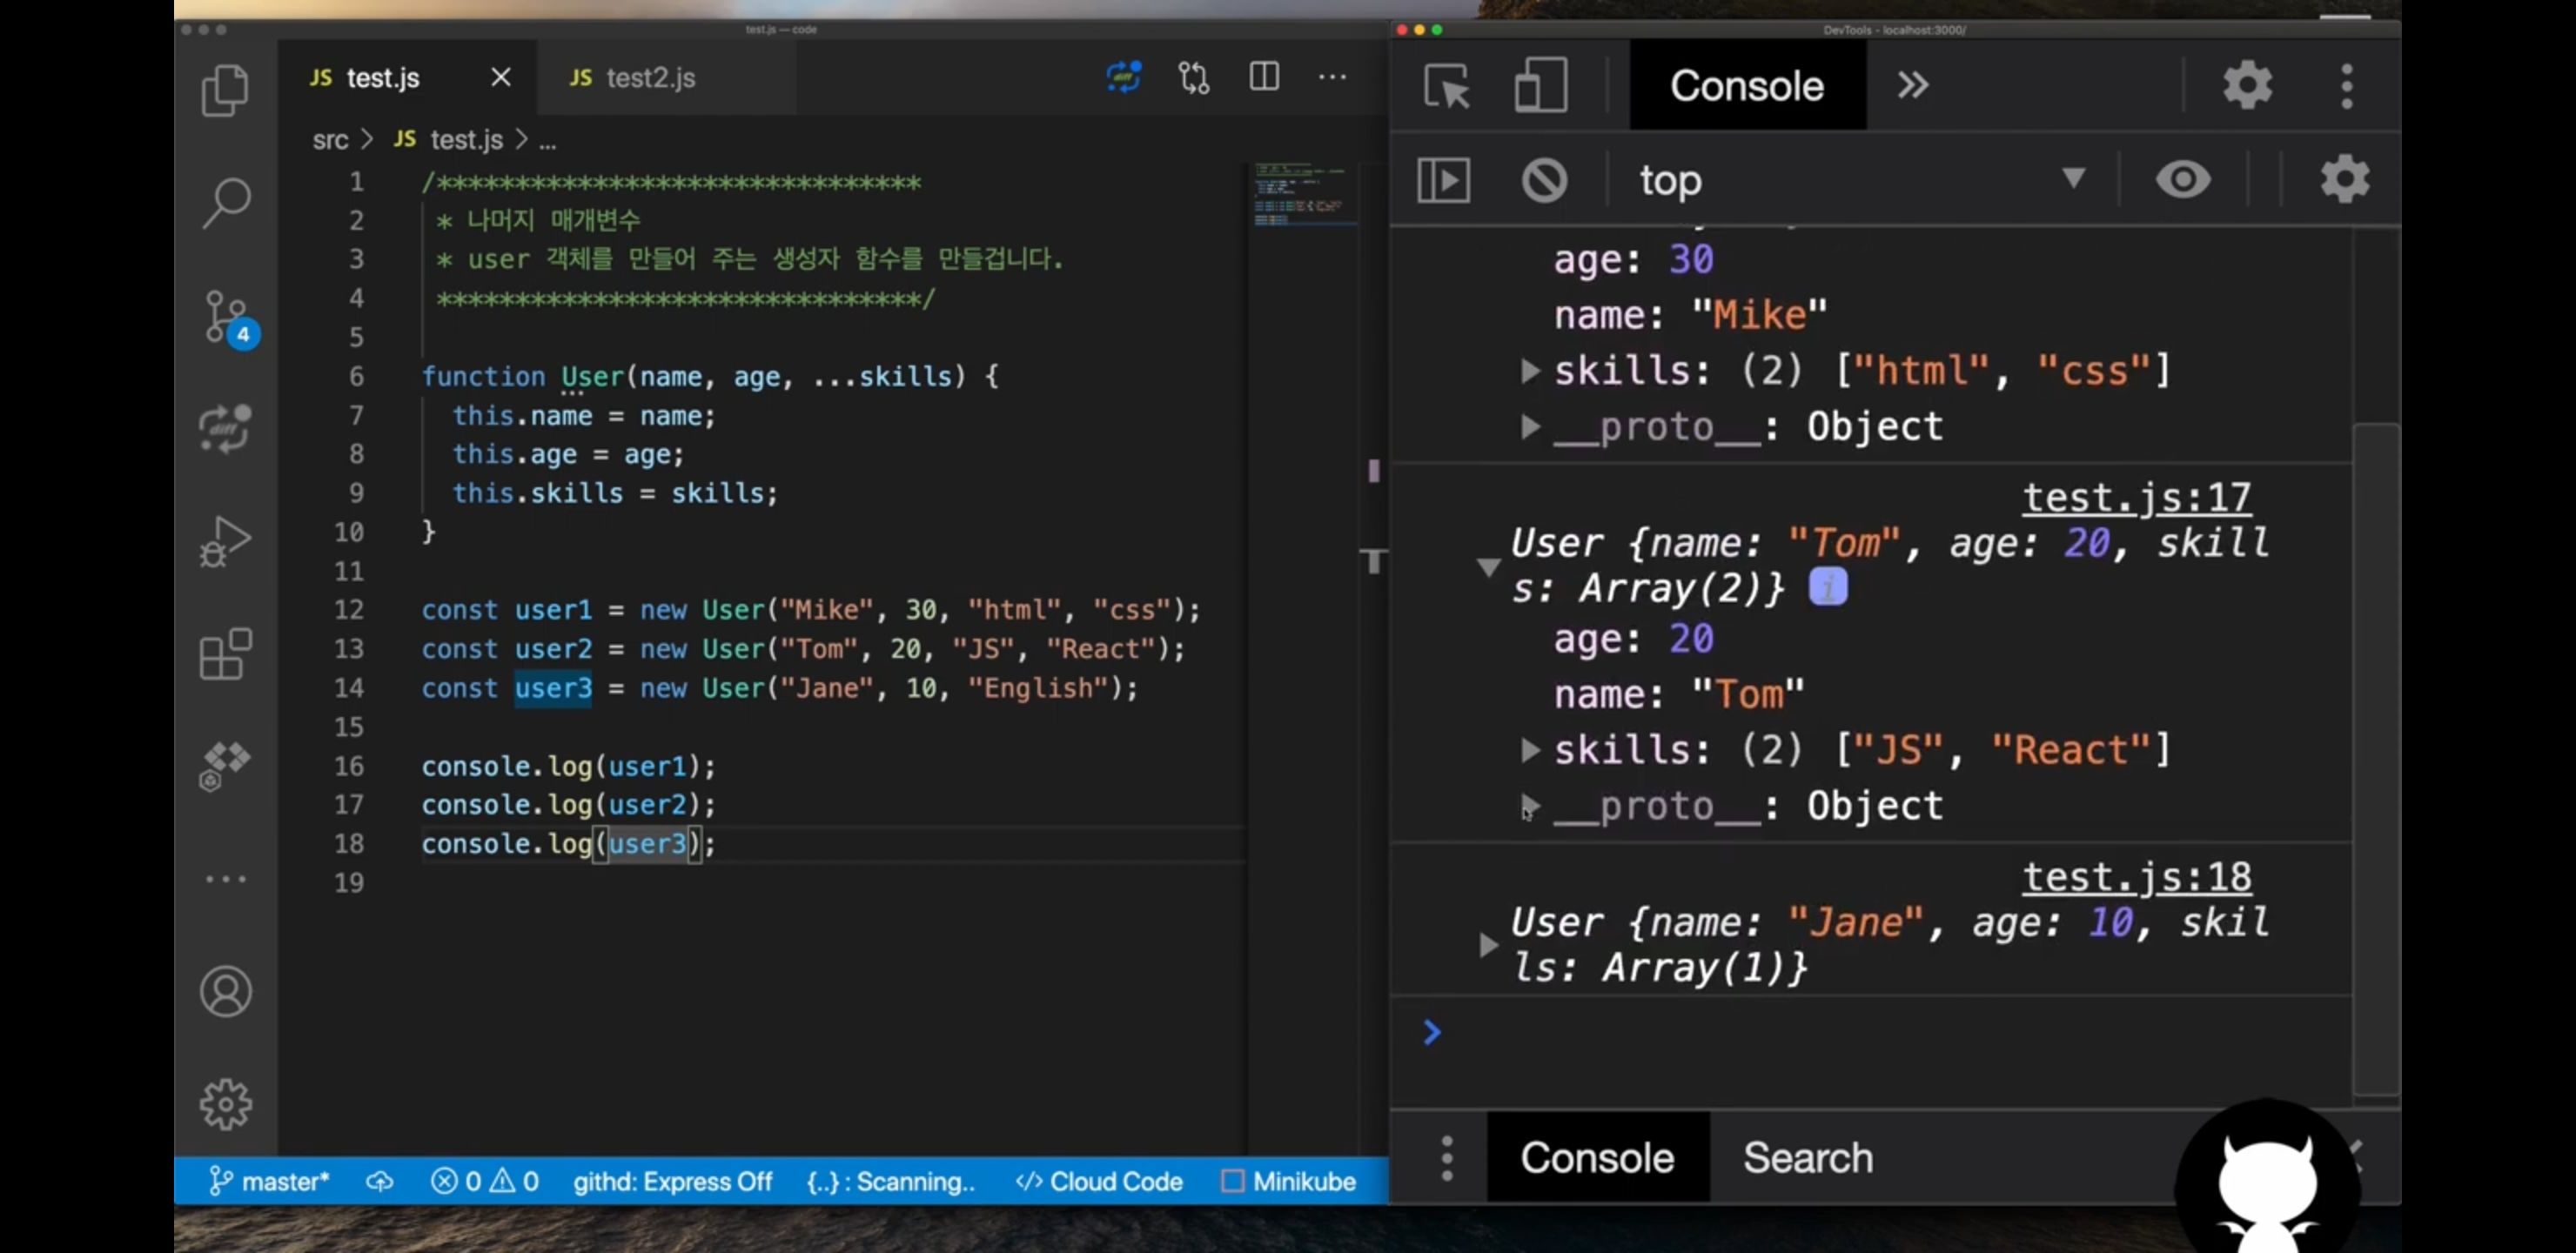 test.js — code
JS test.js
JS test2.js
src > JS test.js > ...
1 /*******************************
2 * 나머지 매개변수
3 * user 객체를 만들어 주는 생성자 함수를 만들겁니다.
4 *******************************/
5
6 function User(name, age, ...skills) {
7 this.name = name;
8 this.age = age;
9 this.skills = skills;
10 }
11
12 const user1 = new User("Mike", 30, "html", "css");
13 const user2 = new User("Tom", 20, "JS", "React");
14 const user3 = new User("Jane", 10, "English");
15
16 console.log(user1);
17 console.log(user2);
18 console.log(user3);
19
4
diff
diff
master*
0 0
githd: Express Off
{..} : Scanning..
</> Cloud Code
Minikube
DevTools - localhost:3000/
Console
top
age: 30
name: "Mike"
skills: (2) ["html", "css"]
__proto__: Object
test.js:17
User {name: "Tom", age: 20, skill
s: Array(2)} i
age: 20
name: "Tom"
skills: (2) ["JS", "React"]
__proto__: Object
test.js:18
User {name: "Jane", age: 10, skil
ls: Array(1)}
Console
Search